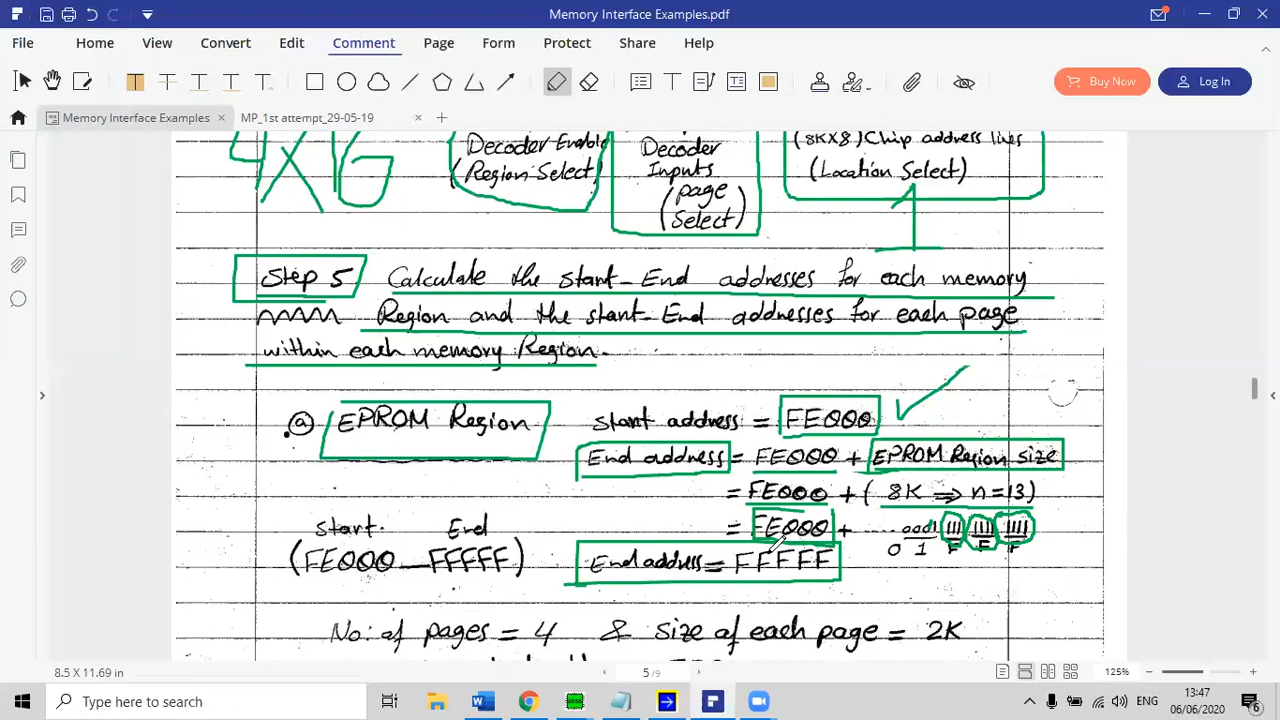 Memory Interface Examples.pdf
File Home View Convert Edit Comment Page Form Protect Share Help
Buy Now Log In
Memory Interface Examples × MP_1st attempt_29-05-19 × +
4X16
Decoder Enable
(Region Select)
Decoder
Inputs
(page
Select)
(8KX8) Chip address lines
(Location Select)
Step 5 Calculate the start-End addresses for each memory
Region and the start-End addresses for each page
within each memory Region.
@ EPROM Region Start address = FE000
End address = FE000 + EPROM Region size
= FE000 + (8K ⇒ n=13)
= FE000 + ..... 0001 1111 1111 1111
0 1 F F F
Start. End
(FE000 — FFFFF)
End address = FFFFF
No: of pages = 4 & size of each page = 2K
8.5 x 11.69 in 5 /9 125%
Type here to search ENG 13:47
06/06/2020 6